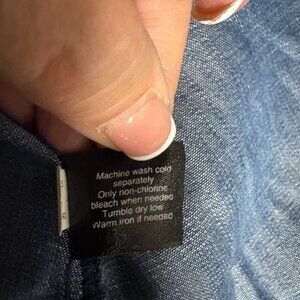 Machine wash cold
separately
Only non-chlorine
bleach when needed
Tumble dry low
Warm iron if needed